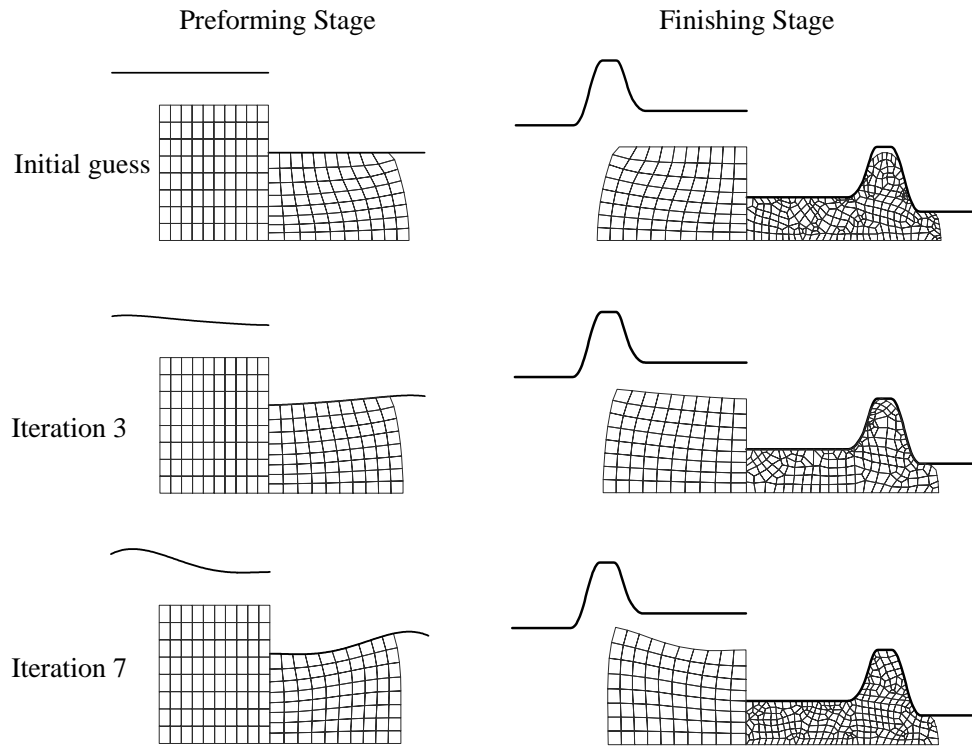 Preforming Stage
Finishing Stage
Initial guess
Iteration 3
Iteration 7